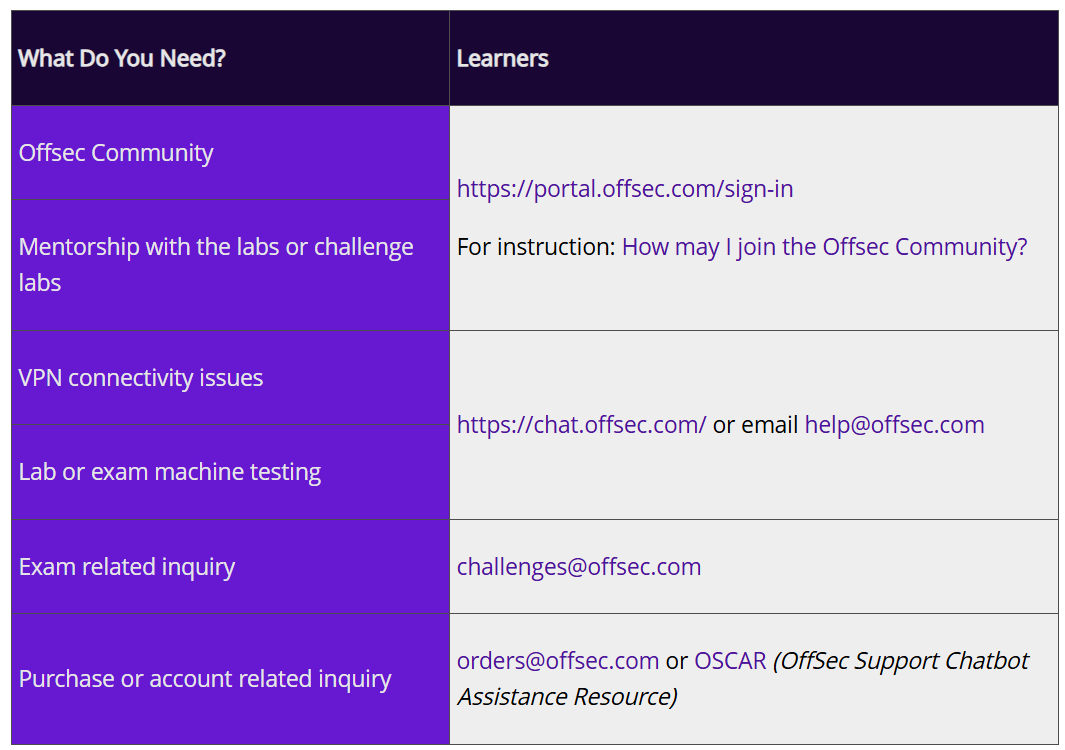 What Do You Need?
Learners
Offsec Community
Mentorship with the labs or challenge
labs
https://portal.offsec.com/sign-in
For instruction: How may I join the Offsec Community?
VPN connectivity issues
Lab or exam machine testing
https://chat.offsec.com/ or email help@offsec.com
Exam related inquiry
challenges@offsec.com
Purchase or account related inquiry
orders@offsec.com or OSCAR (OffSec Support Chatbot
Assistance Resource)